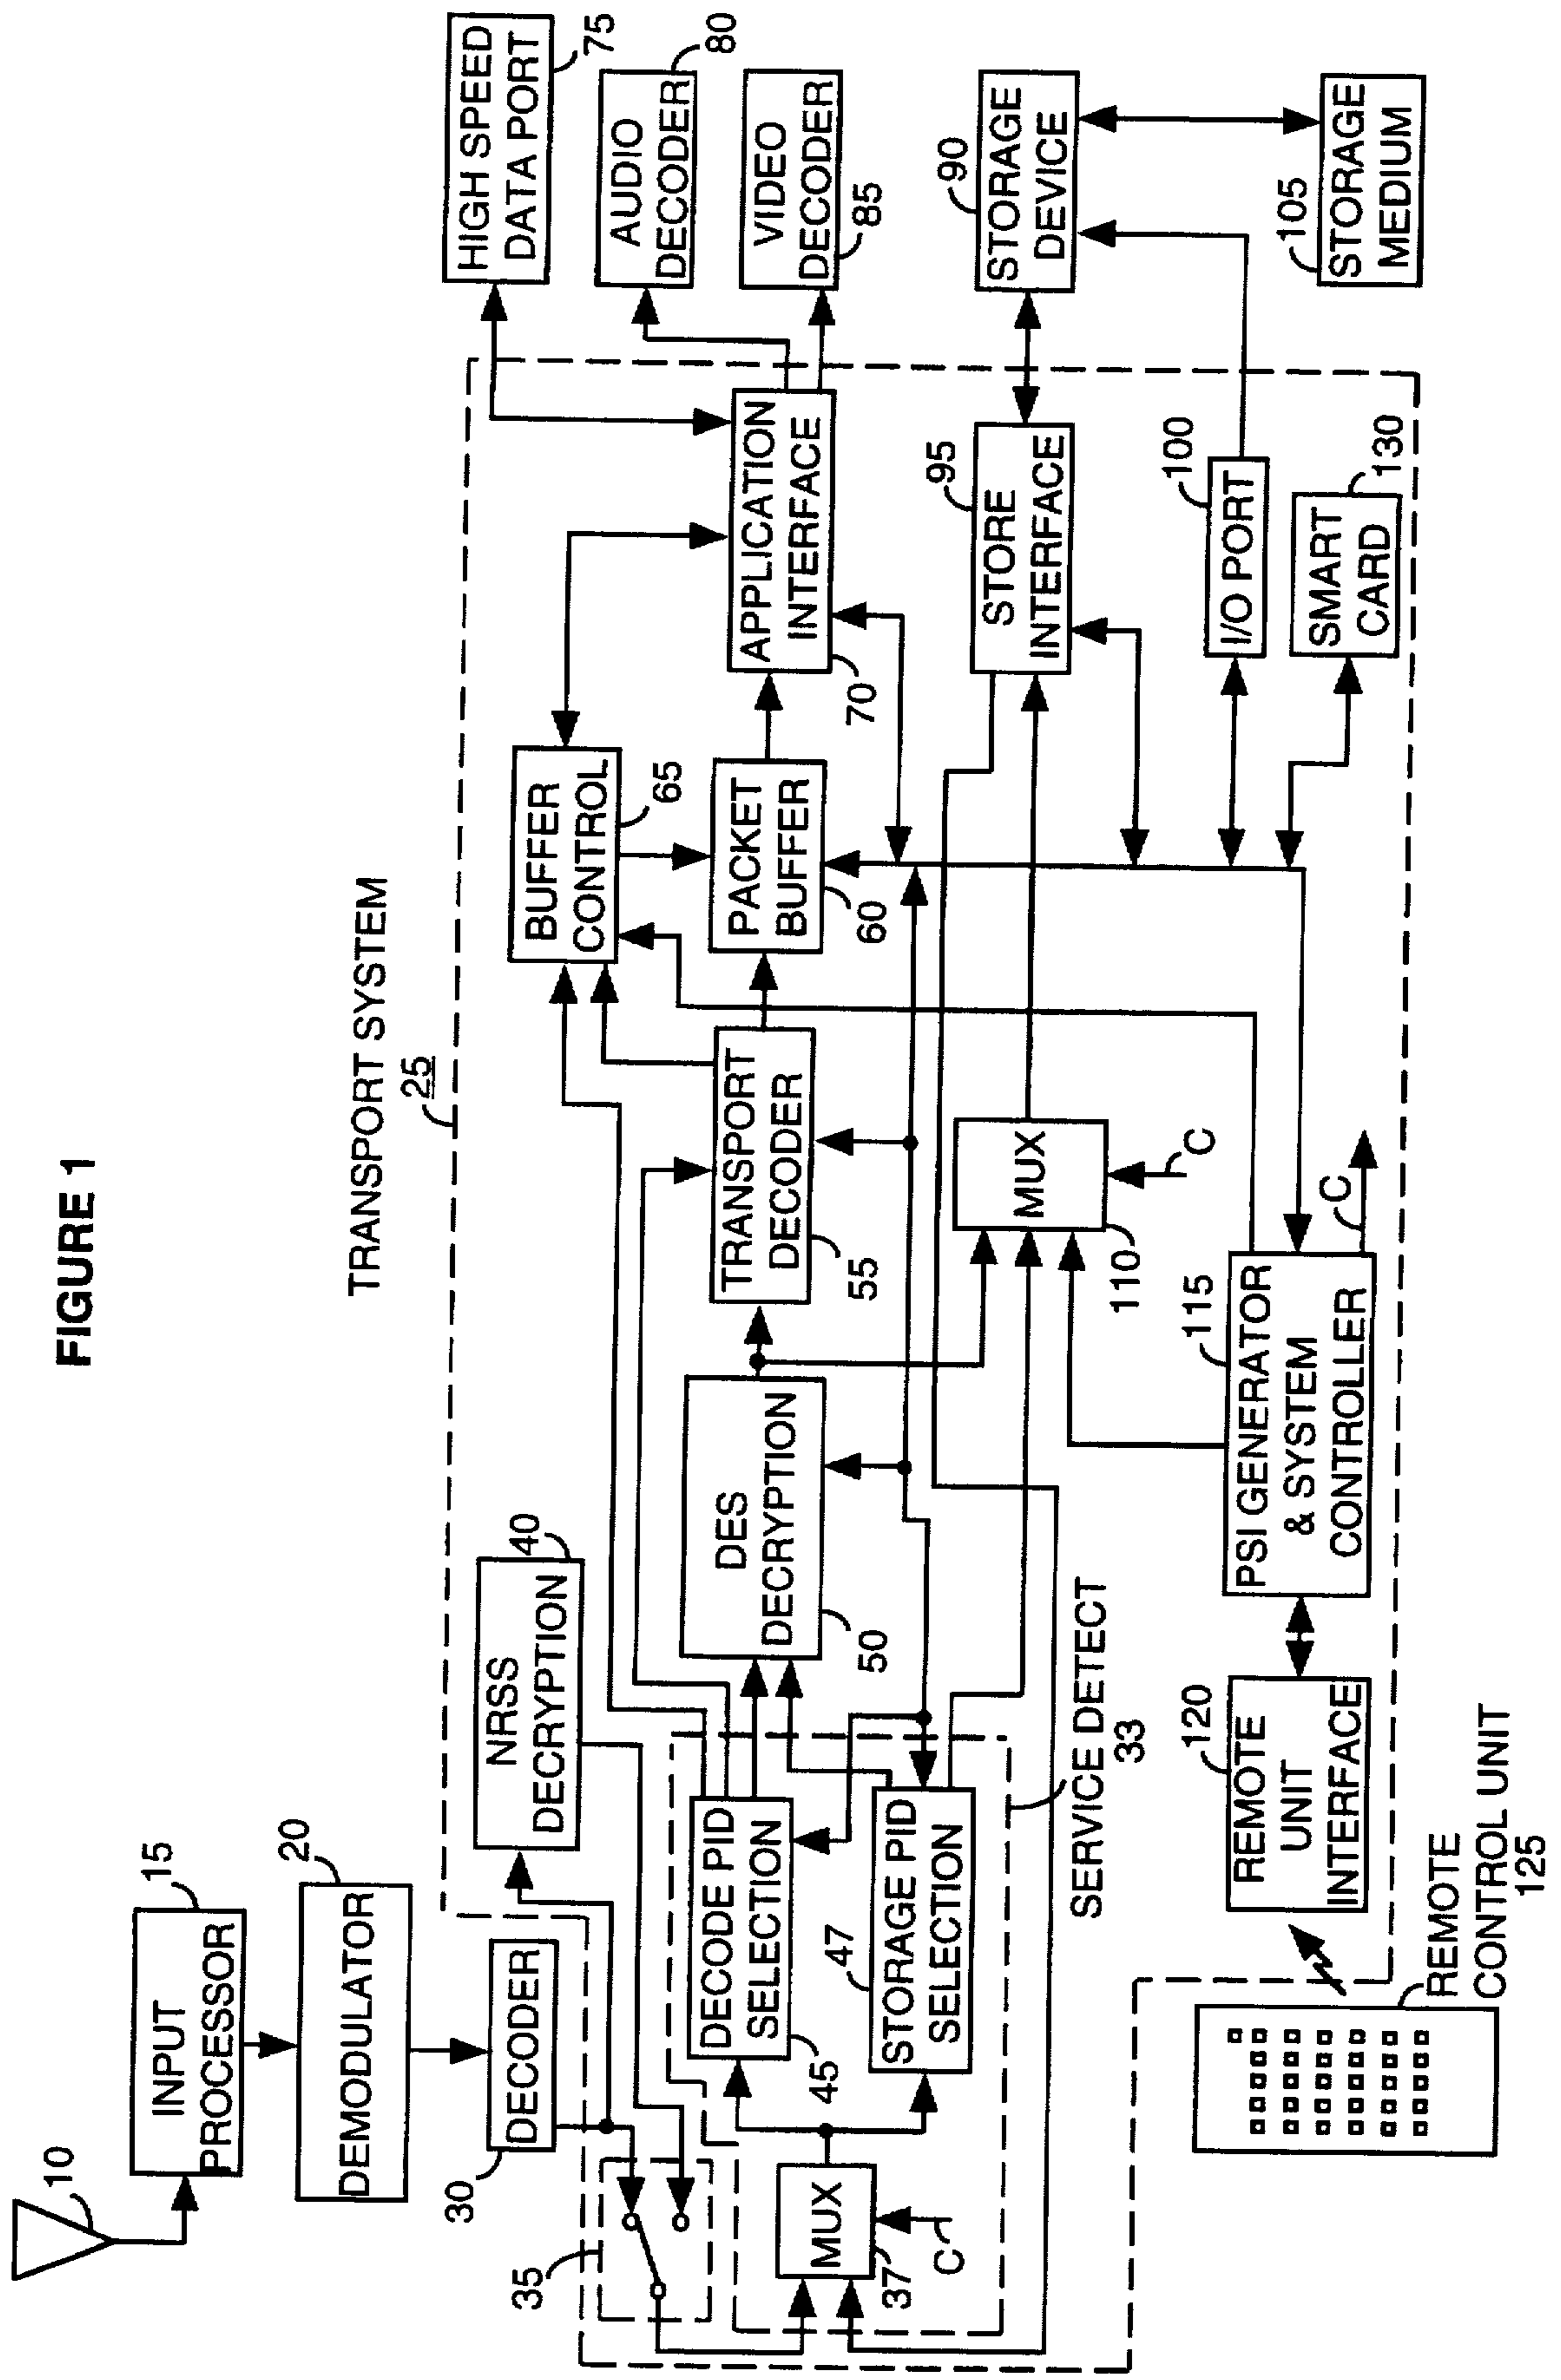 FIGURE 1
TRANSPORT SYSTEM
25
10
INPUT
PROCESSOR
15
DEMODULATOR
20
DECODER
30
NRSS
DECRYPTION
40
35
MUX
37
C
DECODE PID
SELECTION
45
STORAGE PID
SELECTION
47
SERVICE DETECT
33
DES
DECRYPTION
50
TRANSPORT
DECODER
55
BUFFER
CONTROL
65
PACKET
BUFFER
60
APPLICATION
INTERFACE
70
HIGH SPEED
DATA PORT
75
AUDIO
DECODER
80
VIDEO
DECODER
85
STORAGE
DEVICE
90
STORE
INTERFACE
95
I/O PORT
100
STORAGE
MEDIUM
105
SMART
CARD
130
MUX
110
C
PSI GENERATOR
& SYSTEM
CONTROLLER
115
C
REMOTE
UNIT
INTERFACE
120
REMOTE
CONTROL UNIT
125